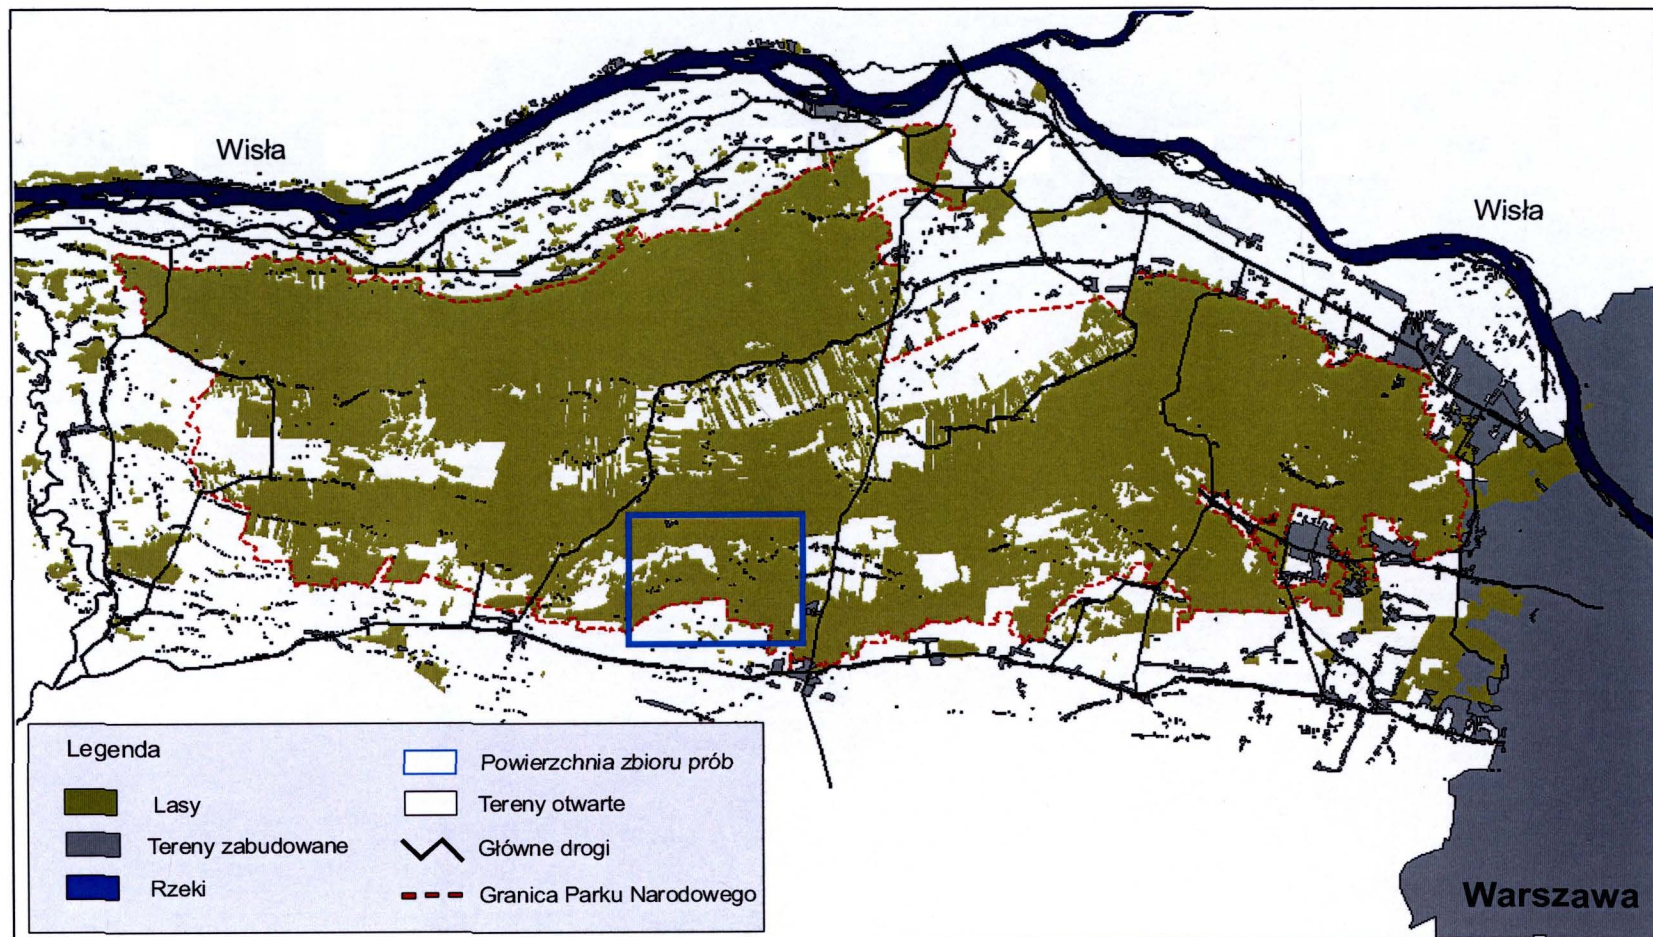 Wisła
Wisła
Legenda
Lasy
Tereny zabudowane
Rzeki
Powierzchnia zbioru prób
Tereny otwarte
Główne drogi
Granica Parku Narodowego
Warszawa